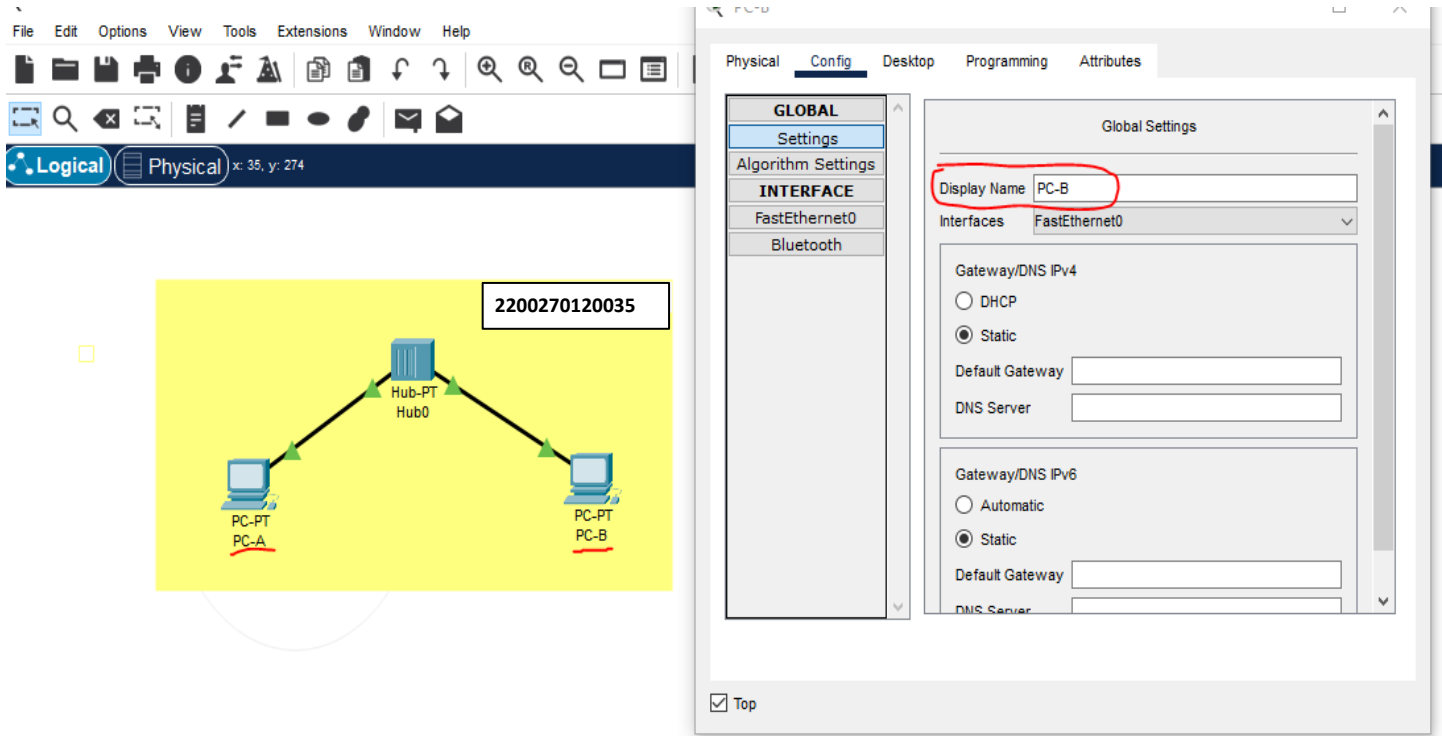 PC-B
File Edit Options View Tools Extensions Window Help
Logical Physical x: 35, y: 274
2200270120035
Hub-PT
Hub0
PC-PT
PC-A
PC-PT
PC-B
Physical Config Desktop Programming Attributes
GLOBAL
Settings
Algorithm Settings
INTERFACE
FastEthernet0
Bluetooth
Global Settings
Display Name PC-B
Interfaces FastEthernet0
Gateway/DNS IPv4
DHCP
Static
Default Gateway
DNS Server
Gateway/DNS IPv6
Automatic
Static
Default Gateway
DNS Server
Top